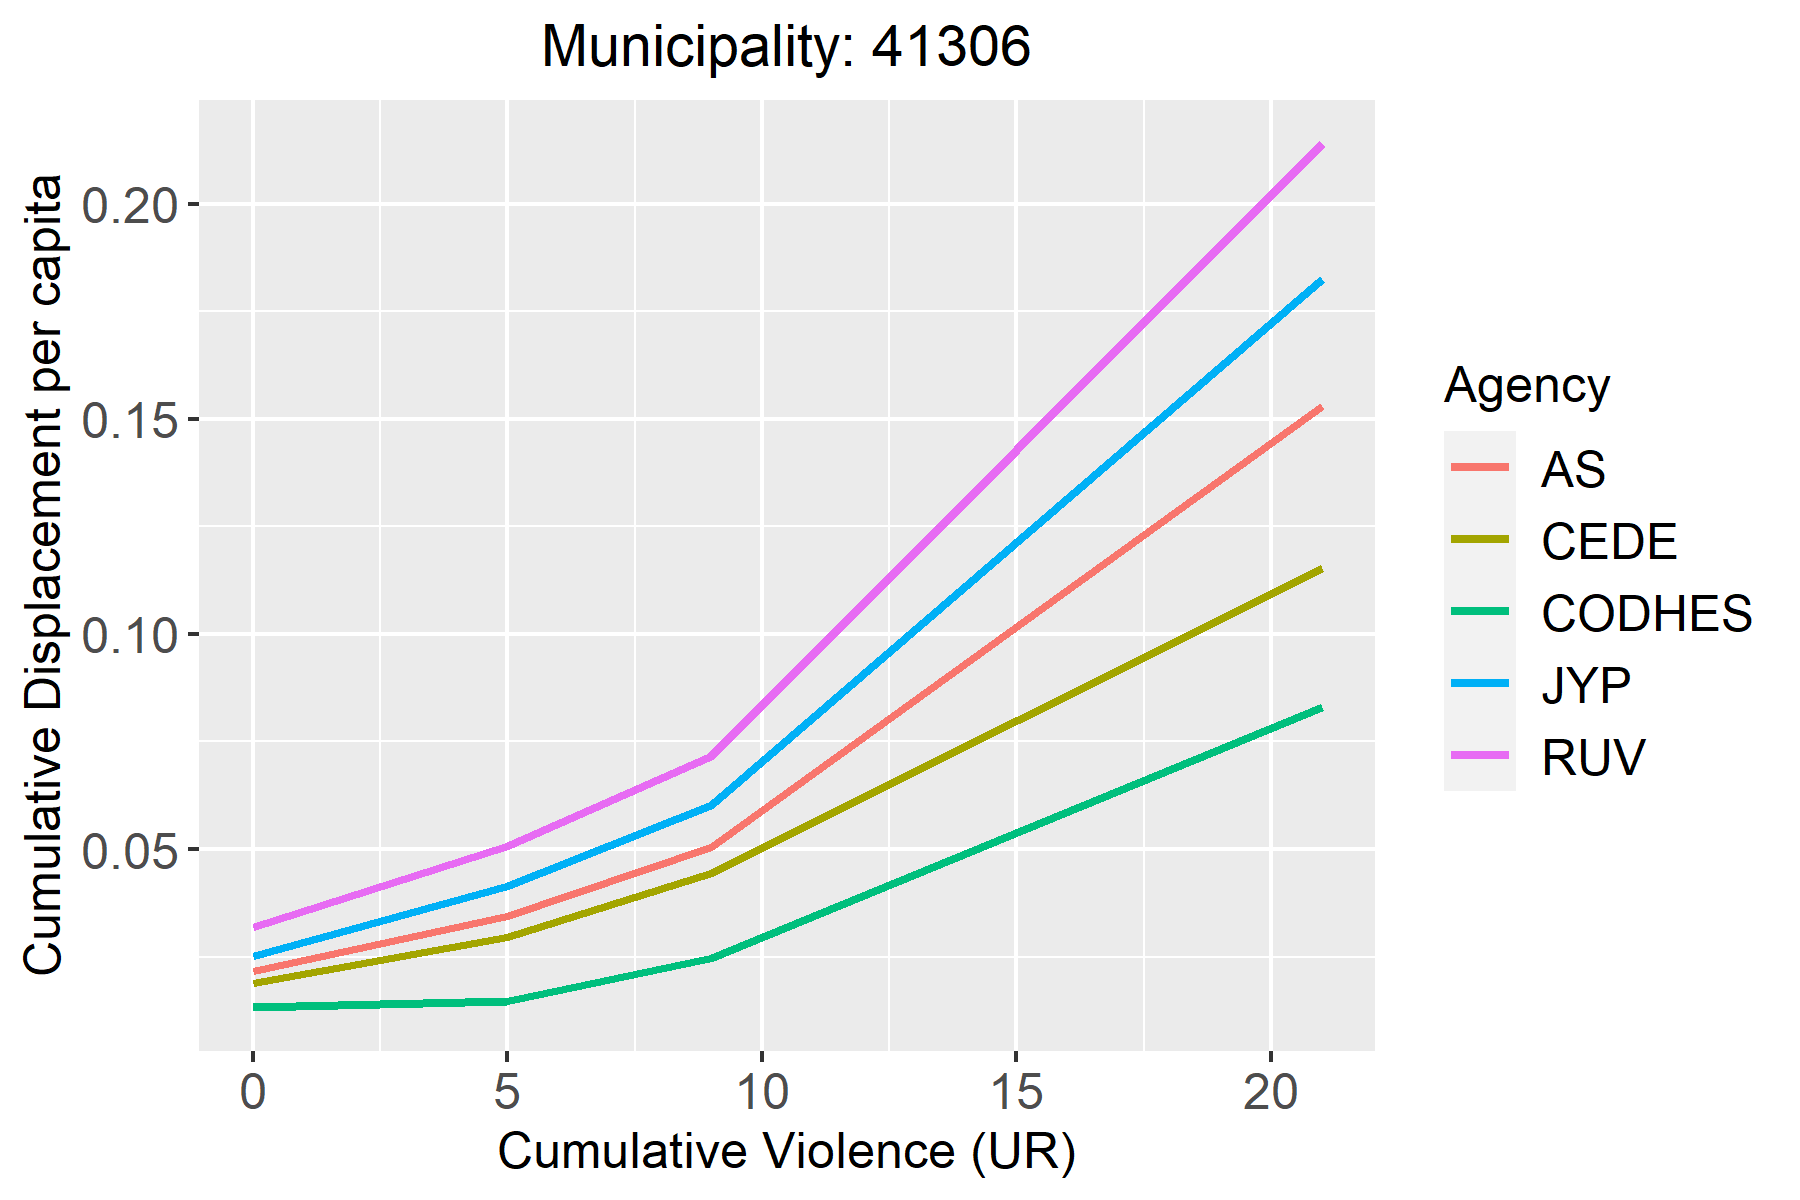 Municipality: 41306
Cumulative Displacement per capita
0.20
0.15
0.10
0.05
0 5 10 15 20
Cumulative Violence (UR)
Agency
AS
CEDE
CODHES
JYP
RUV